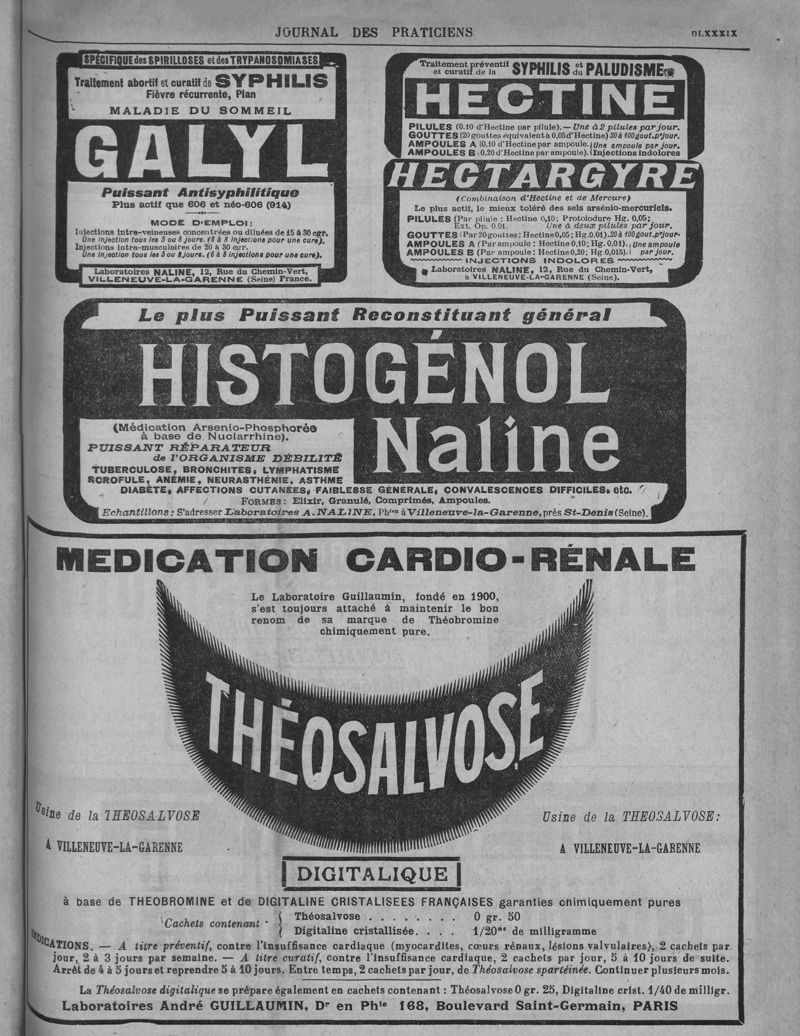 JOURNAL DES PRATICIENS
DLXXXIX
SPÉCIFIQUE des SPIRILLOSES et des TRYPANOSOMIASES
Traitement abortif et curatif de SYPHILIS
Fièvre récurrente, Pian
MALADIE DU SOMMEIL
GALYL
Puissant Antisyphilitique
Plus actif que 606 et néo-606 (914)
MODE D'EMPLOI:
Injections intra-veineuses concentrées ou diluées de 15 à 30 cgr.
Une injection tous les 5 ou 8 jours. (6 à 8 injections pour une cure).
Injections intra-musculaires de 20 à 30 cgr.
Une injection tous les 5 ou 8 jours. (6 à 8 injections pour une cure).
Laboratoires NALINE, 12, Rue du Chemin-Vert,
VILLENEUVE-LA-GARENNE (Seine) France.
Traitement préventif et curatif de la SYPHILIS et du PALUDISME
HECTINE
PILULES (0.10 d'Hectine par pilule).— Une à 2 pilules par jour.
GOUTTES (20 gouttes équivalent à 0,05 d'Hectine) 20 à 100 gout. p' jour.
AMPOULES A (0,10 d'Hectine par ampoule. Une ampoule par jour.
AMPOULES B (0,20 d'Hectine par ampoule). Injections indolores
HECTARGYRE
(Combinaison d'Hectine et de Mercure)
Le plus actif, le mieux toléré des sels arsénio-mercuriels.
PILULES (Par pilule : Hectine 0,10; Protoiodure Hg. 0,05;
Ext. Op. 0.01. Une à deux pilules par jour.
GOUTTES (Par 20 gouttes; Hectine 0,05; Hg. 0.01). 20 à 100 gout. p' jour.
AMPOULES A (Par ampoule : Hectine 0,10; Hg. 0,01). Une ampoule
AMPOULES B (Par ampoule : Hectine 0,20; Hg 0,015). par jour.
INJECTIONS INDOLORES
Laboratoires NALINE, 12, Rue du Chemin-Vert,
à VILLENEUVE-LA-GARENNE (Seine).
Le plus Puissant Reconstituant général
HISTOGÉNOL
Naline
(Médication Arsenio-Phosphorée
à base de Nuclarrhine).
PUISSANT RÉPARATEUR
de l'ORGANISME DÉBILITÉ
TUBERCULOSE, BRONCHITES, LYMPHATISME
SCROFULE, ANÉMIE, NEURASTHÉNIE, ASTHME
DIABÈTE, AFFECTIONS CUTANÉES, FAIBLESSE GÉNÉRALE, CONVALESCENCES DIFFICILES, etc.
FORMES : Elixir, Granulé, Comprimés, Ampoules.
Echantillons : S'adresser Laboratoires A. NALINE, Phien à Villeneuve-la-Garenne, près St-Denis (Seine).
MEDICATION CARDIO-RÉNALE
Le Laboratoire Guillaumin, fondé en 1900,
s'est toujours attaché à maintenir le bon
renom de sa marque de Théobromine
chimiquement pure.
THÉOSALVOSE
Usine de la THEOSALVOSE
A VILLENEUVE-LA-GARENNE
Usine de la THEOSALVOSE:
A VILLENEUVE-LA-GARENNE
DIGITALIQUE
à base de THEOBROMINE et de DIGITALINE CRISTALISEES FRANÇAISES garanties chimiquement pures
Cachets contenant
Théosalvose . . . . . . . . 0 gr. 50
Digitaline cristallisée. . . . 1/20me de milligramme
INDICATIONS. — A titre préventif, contre l'Insuffisance cardiaque (myocardites, cœurs rénaux, lésions valvulaires), 2 cachets par
jour, 2 à 3 jours par semaine. — A titre curatif, contre l'Insuffisance cardiaque, 2 cachets par jour, 5 à 10 jours de suite.
Arrêt de 4 à 5 jours et reprendre 5 à 10 jours. Entre temps, 2 cachets par jour, de Théosalvose spartéinée. Continuer plusieurs mois.
La Théosalvose digitalique se prépare également en cachets contenant : Théosalvose 0 gr. 25, Digitaline crist. 1/40 de milligr.
Laboratoires André GUILLAUMIN, Dr en Phie 168, Boulevard Saint-Germain, PARIS